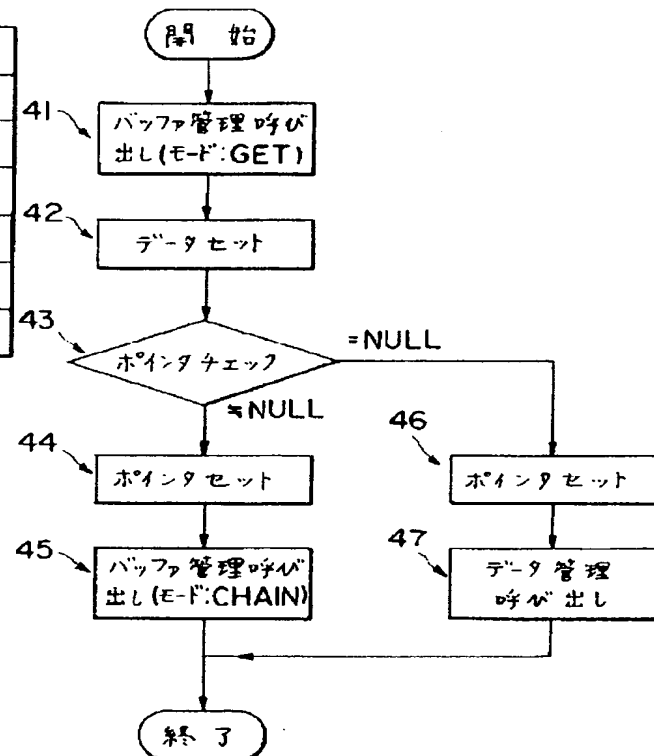 開 始
41
バッファ管理呼び
出し(モード:GET)
42
データセット
43
ポインタチェック
=NULL
≒NULL
44
ポインタセット
46
ポインタセット
45
バッファ管理呼び
出し(モード:CHAIN)
47
データ管理
呼び出し
終 了